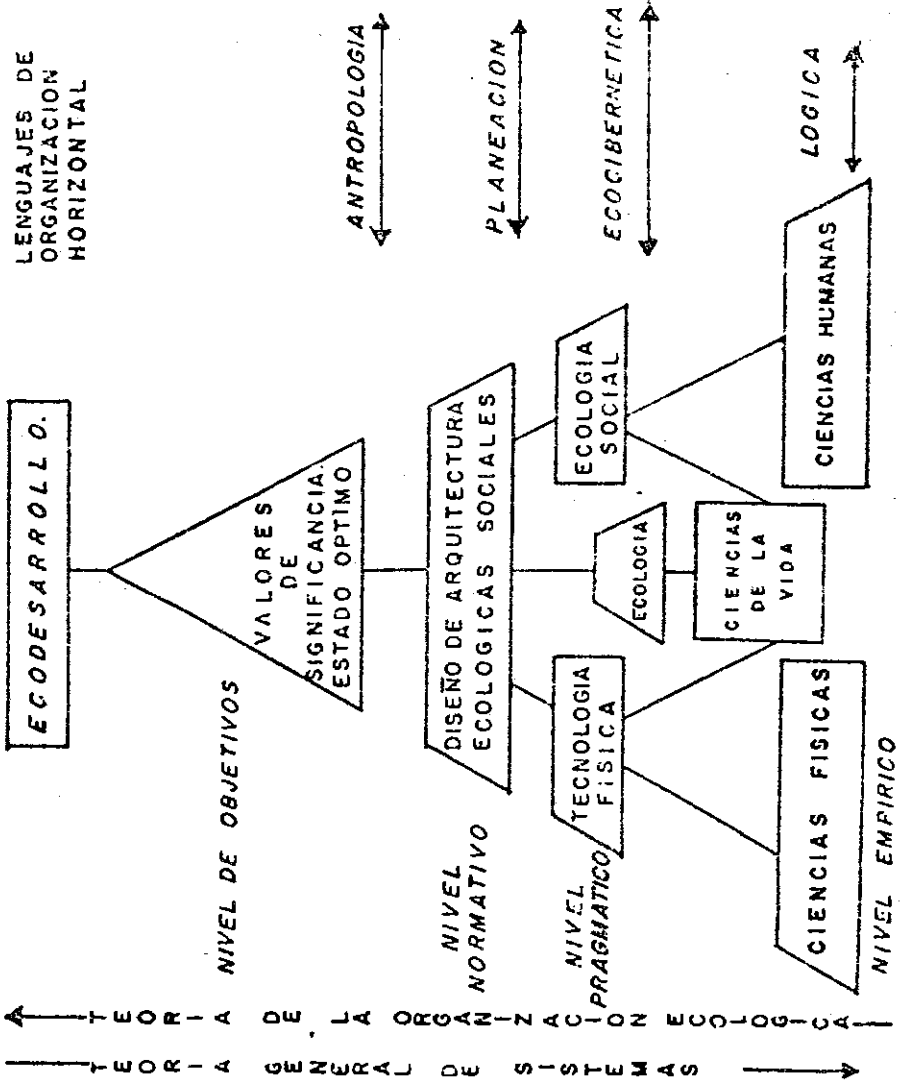 LENGUAJES DE
ORGANIZACION
HORIZONTAL
ECODESARROLLO.
NIVEL DE OBJETIVOS
VALORES
DE
SIGNIFICANCIA.
ESTADO OPTIMO
ANTROPOLOGIA
NIVEL
NORMATIVO
DISEÑO DE ARQUITECTURA
ECOLOGICAS SOCIALES
PLANEACION
NIVEL
PRAGMATICO
TECNOLOGIA
FISICA
ECOLOGIA
ECOLOGIA
SOCIAL
ECOCIBERNETICA
CIENCIAS FISICAS
CIENCIAS
DE LA
VIDA
CIENCIAS HUMANAS
LOGICA
NIVEL EMPIRICO
TEORIA DE LA ORGANIZACION ECOLOGICA
TEORIA GENERAL DE SISTEMAS